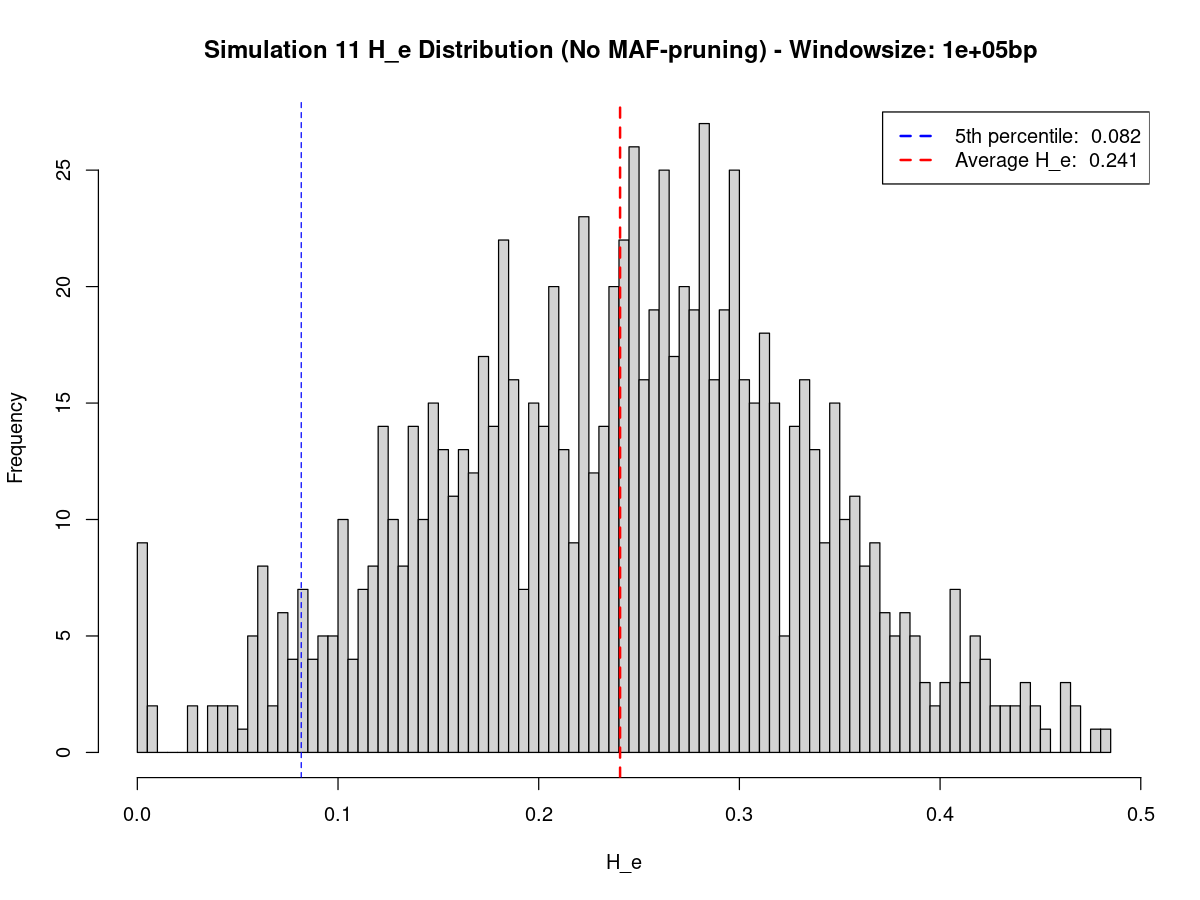 Simulation 11 H_e Distribution (No MAF-pruning) - Windowsize: 1e+05bp
5th percentile: 0.082
Average H_e: 0.241
Frequency
25
20
15
10
5
0
0.0 0.1 0.2 0.3 0.4 0.5
H_e